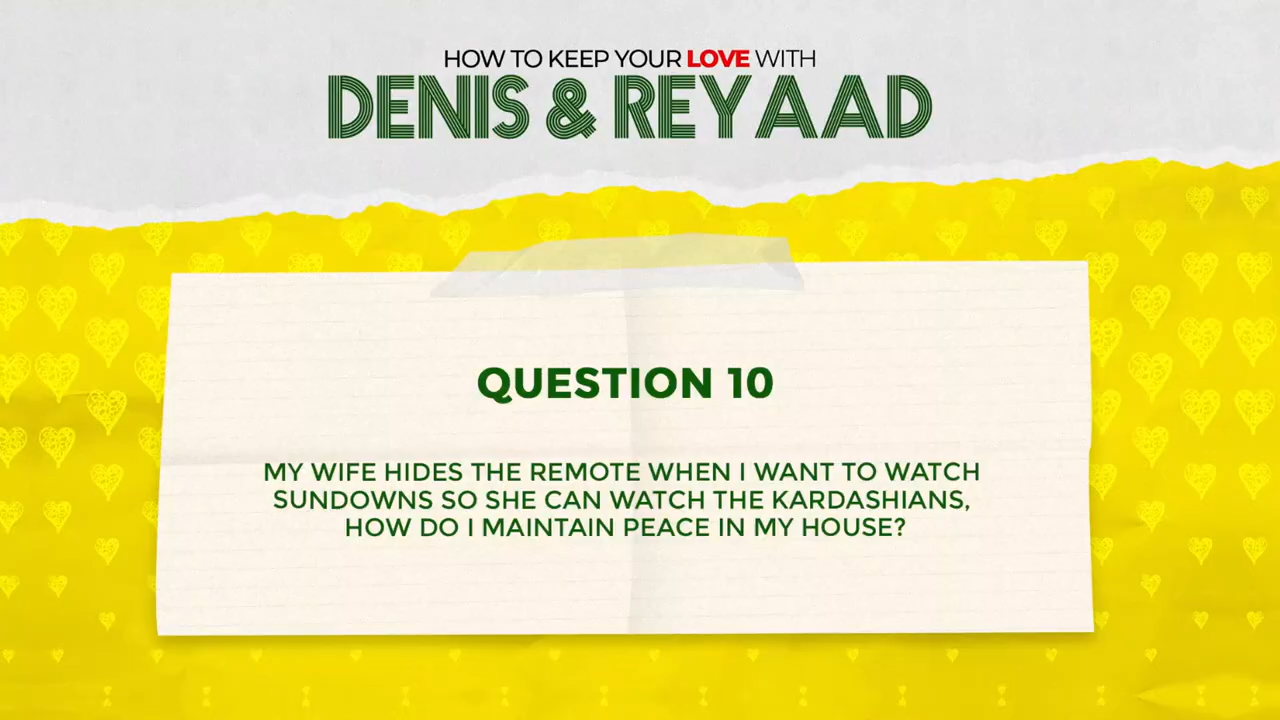 HOW TO KEEP YOUR LOVE WITH
DENIS & REYAAD
QUESTION 10
MY WIFE HIDES THE REMOTE WHEN I WANT TO WATCH
SUNDOWNS SO SHE CAN WATCH THE KARDASHIANS,
HOW DO I MAINTAIN PEACE IN MY HOUSE?